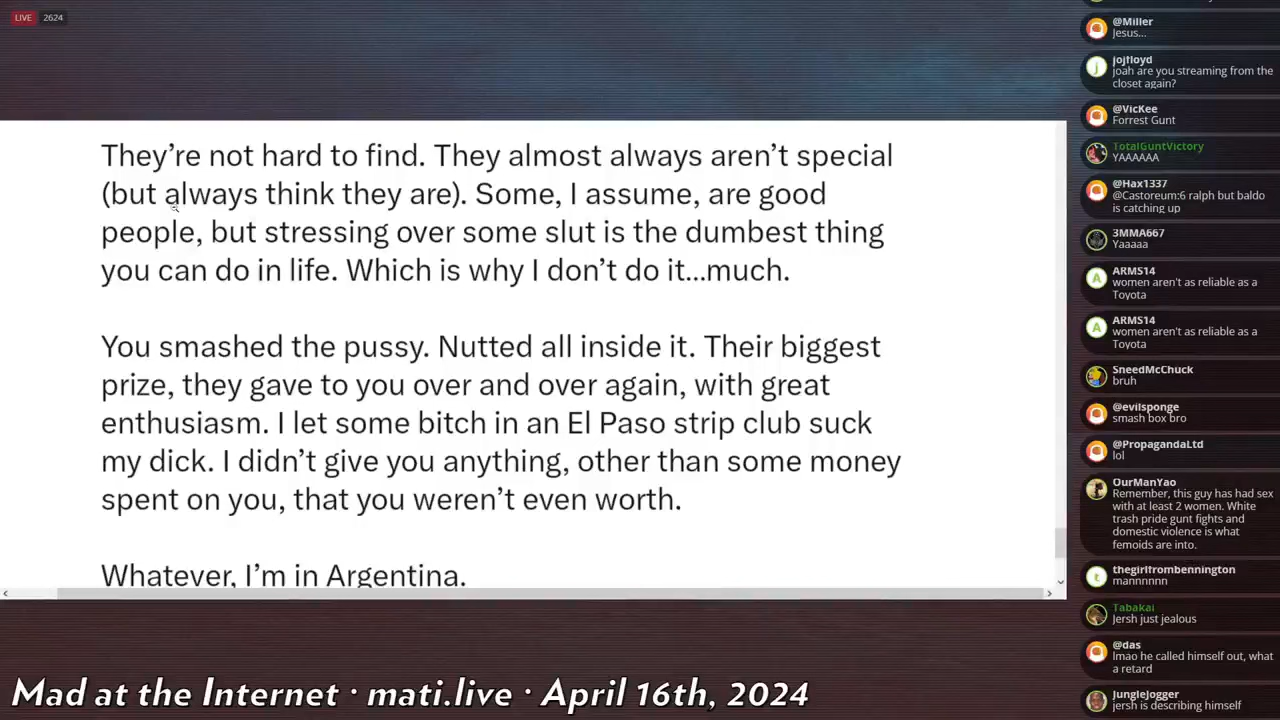 LIVE 2624
They're not hard to find. They almost always aren't special
(but always think they are). Some, I assume, are good
people, but stressing over some slut is the dumbest thing
you can do in life. Which is why I don't do it...much.
You smashed the pussy. Nutted all inside it. Their biggest
prize, they gave to you over and over again, with great
enthusiasm. I let some bitch in an El Paso strip club suck
my dick. I didn't give you anything, other than some money
spent on you, that you weren't even worth.
Whatever, I'm in Argentina.
Mad at the Internet · mati.live · April 16th, 2024
@Miller
Jesus...
jojfloyd
joah are you streaming from the
closet again?
@VicKee
Forrest Gunt
TotalGuntVictory
YAAAAAA
@Hax1337
@Castoreum:6 ralph but baldo
is catching up
3MMA667
Yaaaaa
ARMS14
women aren't as reliable as a
Toyota
ARMS14
women aren't as reliable as a
Toyota
SneedMcChuck
bruh
@evilsponge
smash box bro
@PropagandaLtd
lol
OurManYao
Remember, this guy has had sex
with at least 2 women. White
trash pride gunt fights and
domestic violence is what
femoids are into.
thegirlfrombennington
mannnnnn
Tabakai
Jersh just jealous
@das
lmao he called himself out, what
a retard
JungleJogger
jersh is describing himself